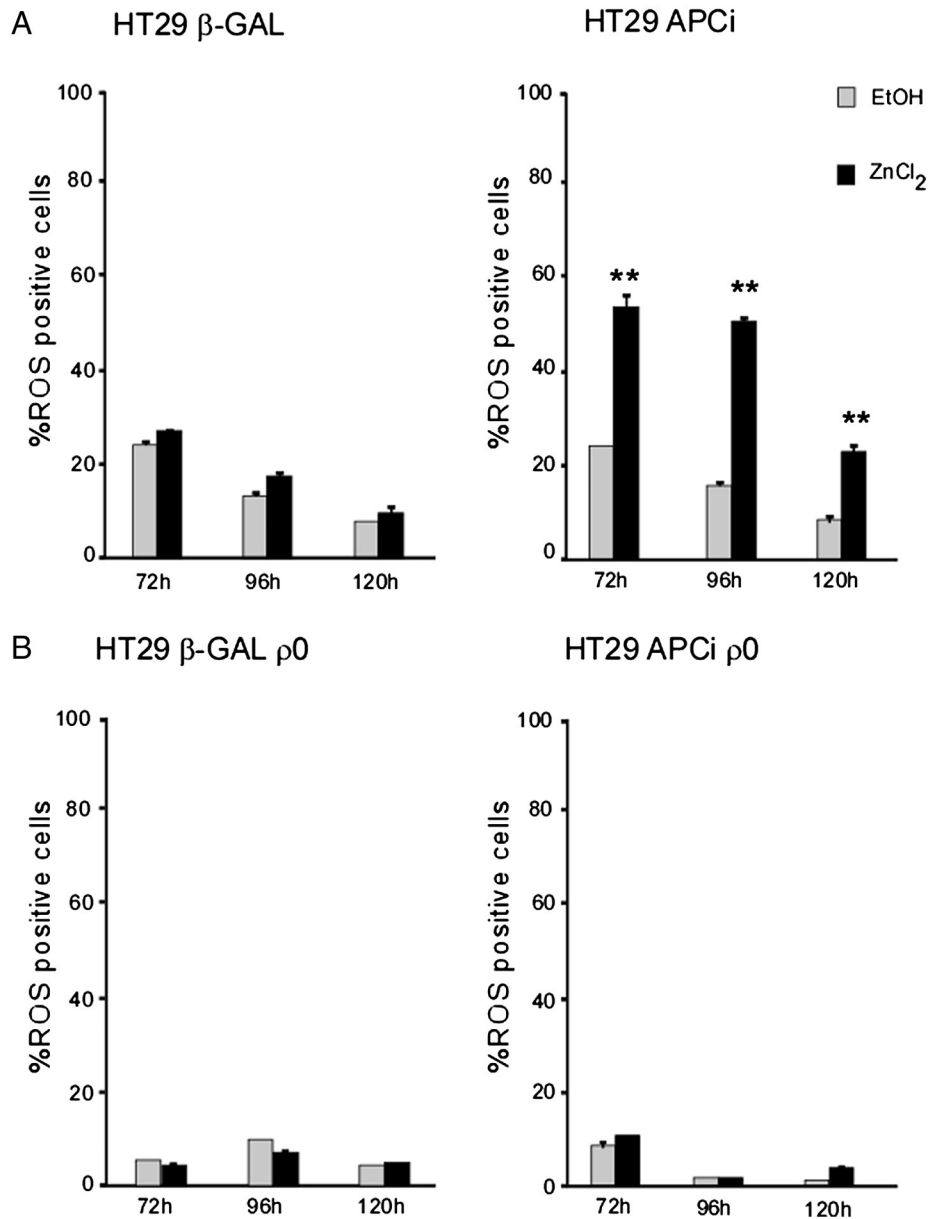 A
HT29 β-GAL
%ROS positive cells
100
80
60
40
20
0
72h 96h 120h
HT29 APCi
%ROS positive cells
100
80
60
40
20
0
** ** **
72h 96h 120h
EtOH
ZnCl2
B
HT29 β-GAL ρ0
%ROS positive cells
100
80
60
40
20
0
72h 96h 120h
HT29 APCi ρ0
%ROS positive cells
100
80
60
40
20
0
72h 96h 120h